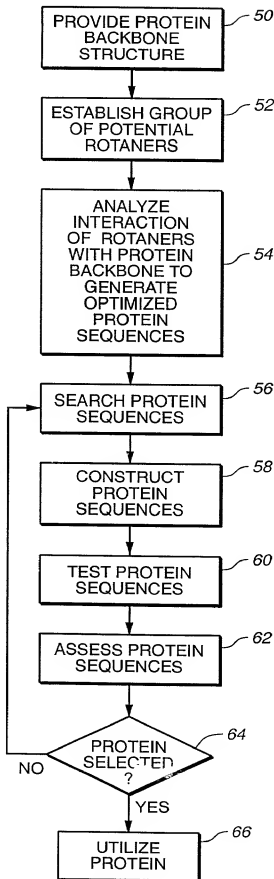 PROVIDE PROTEIN
BACKBONE
STRUCTURE
50
ESTABLISH GROUP
OF POTENTIAL
ROTANERS
52
ANALYZE
INTERACTION
OF ROTANERS
WITH PROTEIN
BACKBONE TO
GENERATE
OPTIMIZED
PROTEIN
SEQUENCES
54
SEARCH PROTEIN
SEQUENCES
56
CONSTRUCT
PROTEIN
SEQUENCES
58
TEST PROTEIN
SEQUENCES
60
ASSESS PROTEIN
SEQUENCES
62
PROTEIN
SELECTED
?
64
NO
YES
UTILIZE
PROTEIN
66